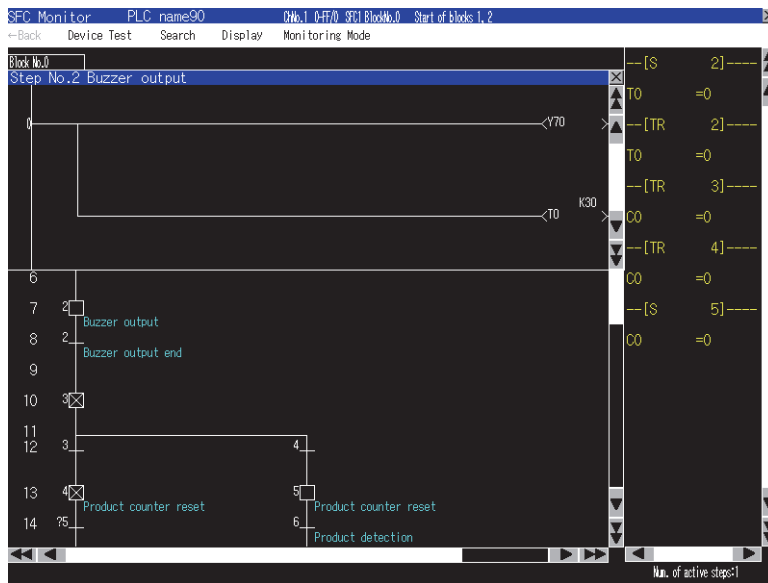 SFC Monitor PLC name90 ChNo.1 0-FF/0 SFC1 BlockNo.0 Start of blocks 1, 2
←Back Device Test Search Display Monitoring Mode
Block No.0
Step No.2 Buzzer output
0 Y70
K30
T0
6
7 2 Buzzer output
8 2 Buzzer output end
9
10 3
11
12 3 4
13 4 Product counter reset 5 Product counter reset
14 ?5 6 Product detection
--[S 2]----
T0 =0
--[TR 2]----
T0 =0
--[TR 3]----
C0 =0
--[TR 4]----
C0 =0
--[S 5]----
C0 =0
Num. of active steps:1